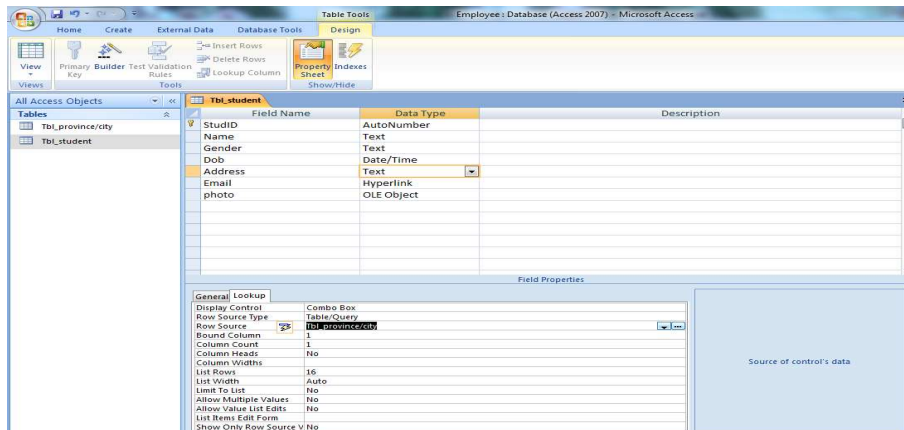 Table Tools
Employee : Database (Access 2007) - Microsoft Access
Home Create External Data Database Tools Design
View
Primary Key
Builder
Test Validation Rules
Insert Rows
Delete Rows
Lookup Column
Property Sheet
Indexes
Views Tools Show/Hide
All Access Objects
Tables
Tbl_province/city
Tbl_student
Tbl_student
Field Name Data Type Description
StudID AutoNumber
Name Text
Gender Text
Dob Date/Time
Address Text
Email Hyperlink
photo OLE Object
Field Properties
General Lookup
Display Control Combo Box
Row Source Type Table/Query
Row Source Tbl_province/city
Bound Column 1
Column Count 1
Column Heads No
Column Widths
List Rows 16
List Width Auto
Limit To List No
Allow Multiple Values No
Allow Value List Edits No
List Items Edit Form
Show Only Row Source V No
Source of control's data